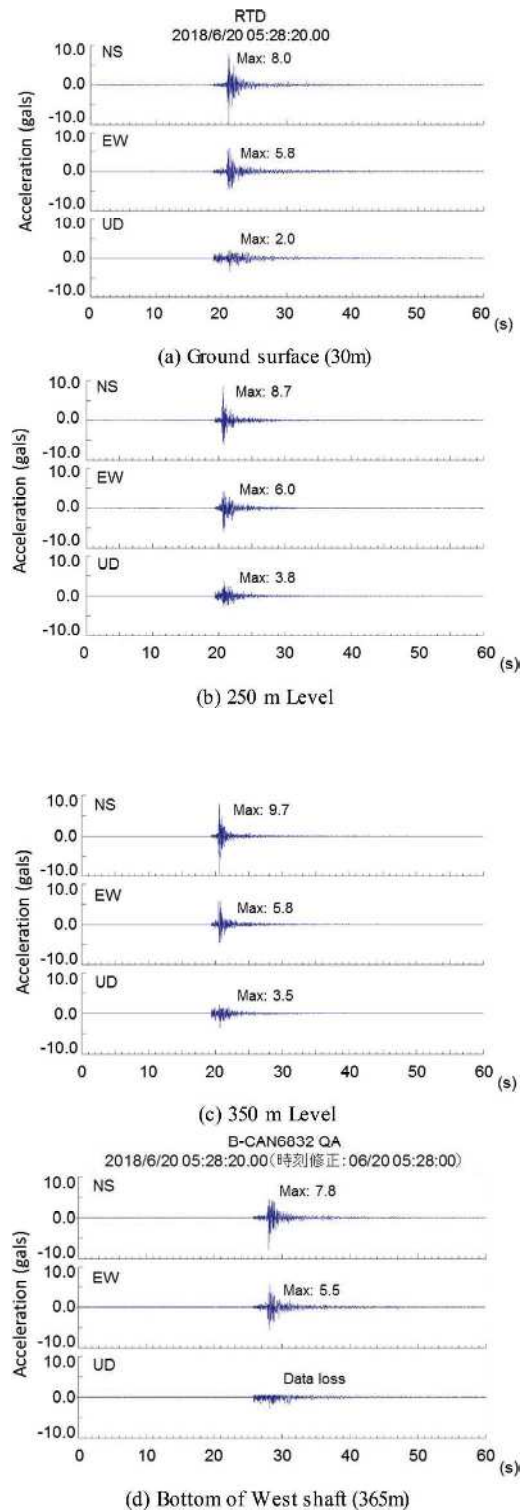 RTD
2018/6/20 05:28:20.00
Acceleration (gals)
10.0 NS
0.0 Max: 8.0
-10.0
EW
10.0
0.0 Max: 5.8
-10.0
UD
10.0
0.0 Max: 2.0
-10.0
0 10 20 30 40 50 60 (s)
(a) Ground surface (30m)
Acceleration (gals)
10.0 NS
0.0 Max: 8.7
-10.0
EW
10.0
0.0 Max: 6.0
-10.0
UD
10.0
0.0 Max: 3.8
-10.0
0 10 20 30 40 50 60 (s)
(b) 250 m Level
Acceleration (gals)
10.0 NS
0.0 Max: 9.7
-10.0
EW
10.0
0.0 Max: 5.8
-10.0
UD
10.0
0.0 Max: 3.5
-10.0
0 10 20 30 40 50 60 (s)
(c) 350 m Level
B-CAN6832 QA
2018/6/20 05:28:20.00(時刻修正:06/20 05:28:00)
Acceleration (gals)
10.0 NS
0.0 Max: 7.8
-10.0
EW
10.0
0.0 Max: 5.5
-10.0
UD
10.0
0.0 Data loss
-10.0
0 10 20 30 40 50 60 (s)
(d) Bottom of West shaft (365m)